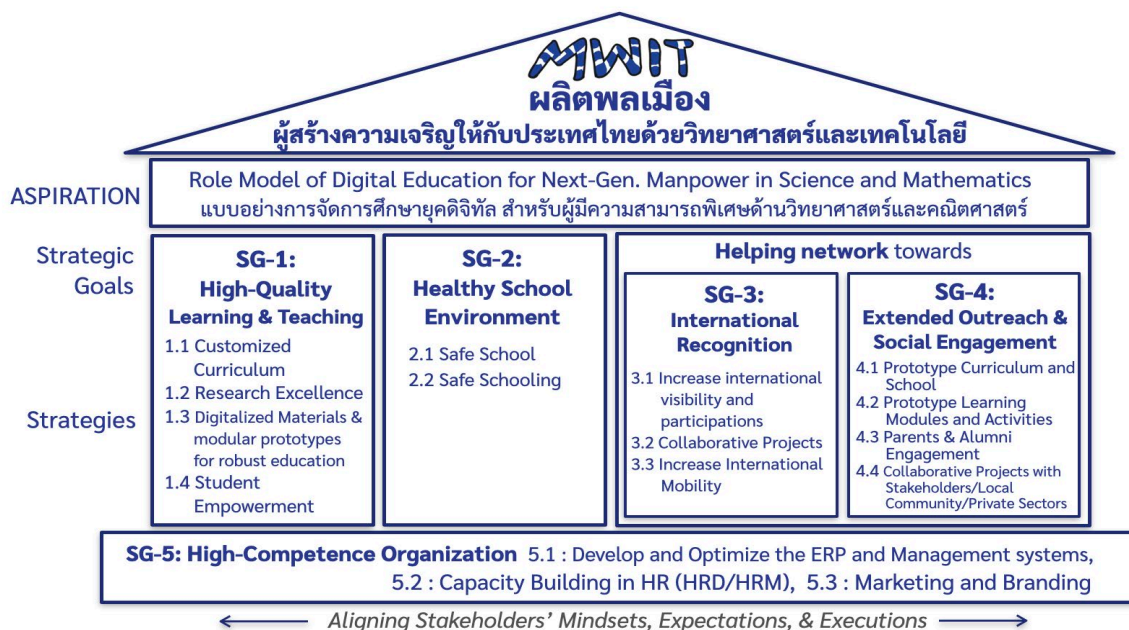 MWIT
ผลิตพลเมือง
ผู้สร้างความเจริญให้กับประเทศไทยด้วยวิทยาศาสตร์และเทคโนโลยี
ASPIRATION
Role Model of Digital Education for Next-Gen. Manpower in Science and Mathematics
แบบอย่างการจัดการศึกษายุคดิจิทัล สำหรับผู้มีความสามารถพิเศษด้านวิทยาศาสตร์และคณิตศาสตร์
Strategic
Goals
Strategies
SG-1:
High-Quality
Learning & Teaching
1.1 Customized
Curriculum
1.2 Research Excellence
1.3 Digitalized Materials &
modular prototypes
for robust education
1.4 Student
Empowerment
SG-2:
Healthy School
Environment
2.1 Safe School
2.2 Safe Schooling
Helping network towards
SG-3:
International
Recognition
3.1 Increase international
visibility and
participations
3.2 Collaborative Projects
3.3 Increase International
Mobility
SG-4:
Extended Outreach &
Social Engagement
4.1 Prototype Curriculum and
School
4.2 Prototype Learning
Modules and Activities
4.3 Parents & Alumni
Engagement
4.4 Collaborative Projects with
Stakeholders/Local
Community/Private Sectors
SG-5: High-Competence Organization 5.1 : Develop and Optimize the ERP and Management systems,
5.2 : Capacity Building in HR (HRD/HRM), 5.3 : Marketing and Branding
Aligning Stakeholders' Mindsets, Expectations, & Executions